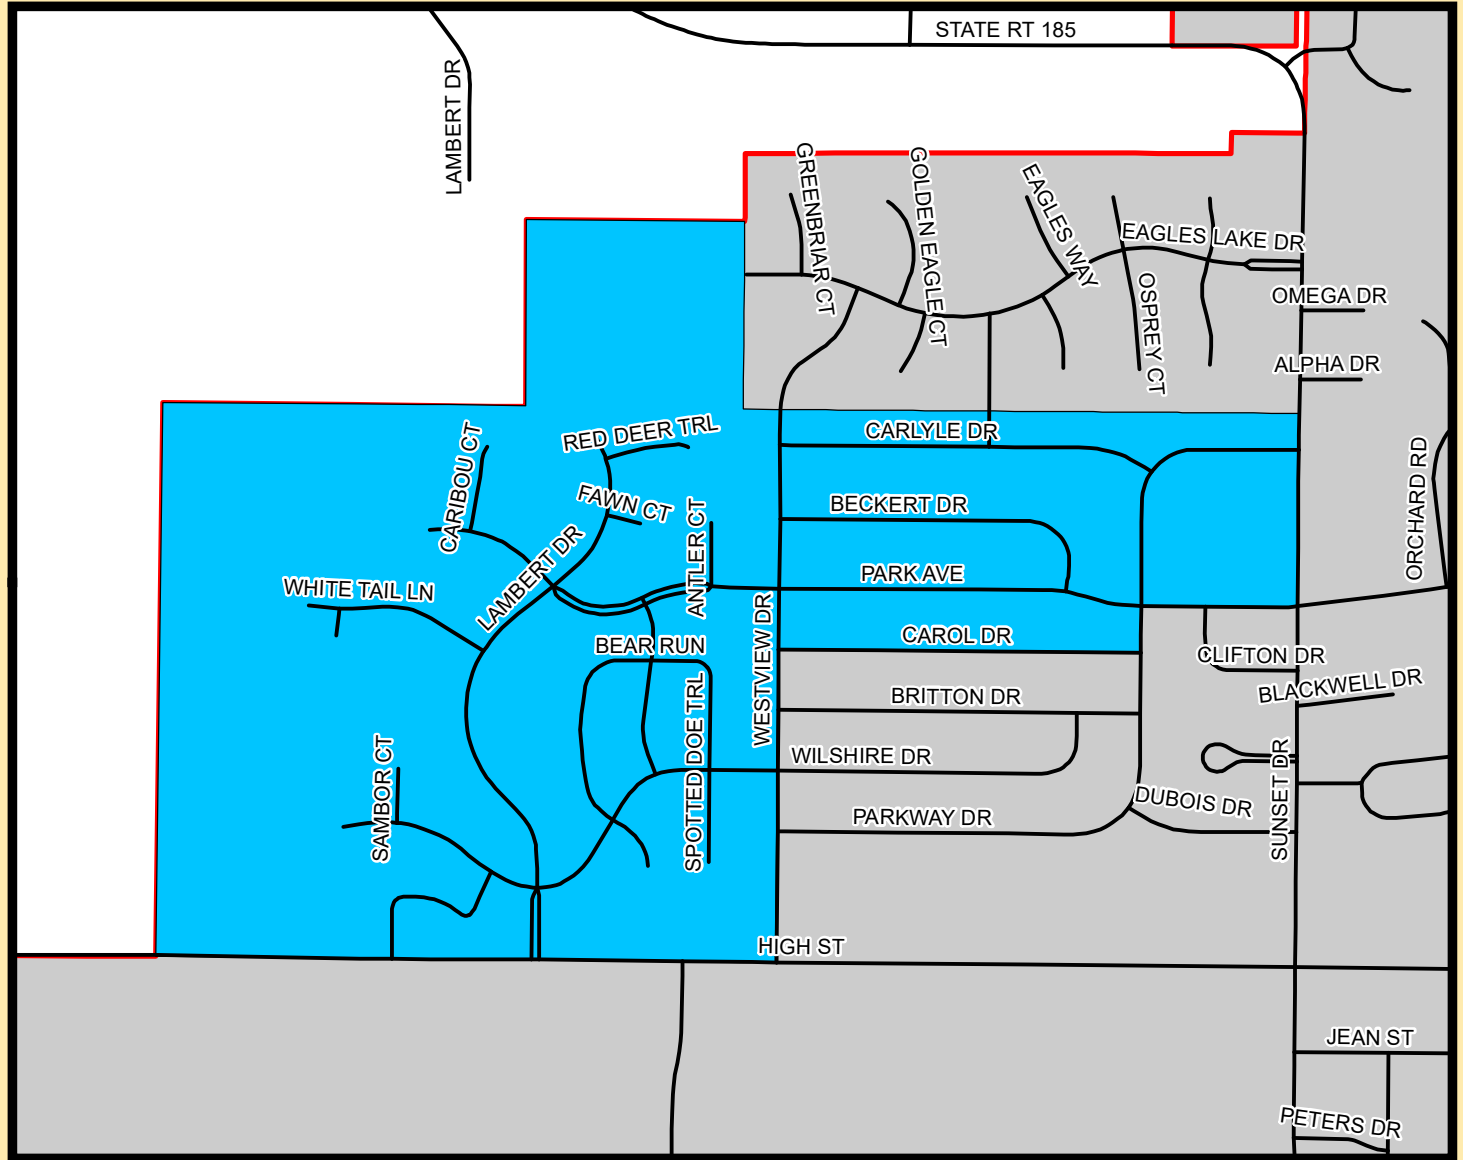 STATE RT 185
LAMBERT DR
GREENBRIAR CT
GOLDEN EAGLE CT
EAGLES WAY
EAGLES LAKE DR
OSPREY CT
OMEGA DR
ALPHA DR
CARLYLE DR
RED DEER TRL
CARIBOU CT
FAWN CT
BECKERT DR
ANTLER CT
ORCHARD RD
LAMBERT DR
PARK AVE
WHITE TAIL LN
WESTVIEW DR
CAROL DR
BEAR RUN
CLIFTON DR
BLACKWELL DR
BRITTON DR
SPOTTED DOE TRL
WILSHIRE DR
SAMBOR CT
SUNSET DR
DUBOIS DR
PARKWAY DR
HIGH ST
JEAN ST
PETERS DR